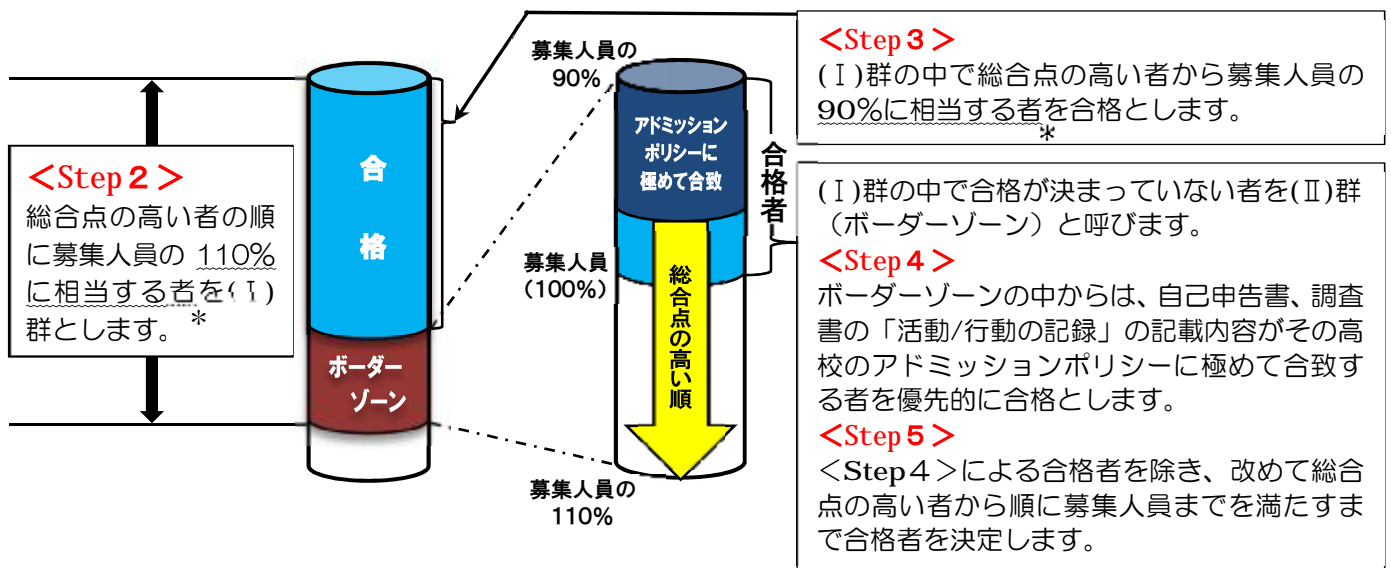 <Step２>
総合点の高い者の順
に募集人員の 110%
に相当する者を(Ⅰ)
群とします。 *
合
格
ボーダー
ゾーン
募集人員の
90%
アドミッション
ポリシーに
極めて合致
合格者
募集人員
(100%)
総合点の高い順
募集人員の
110%
<Step３>
(Ⅰ)群の中で総合点の高い者から募集人員の
90%に相当する者を合格とします。
*
(Ⅰ)群の中で合格が決まっていない者を(Ⅱ)群
（ボーダーゾーン）と呼びます。
<Step４>
ボーダーゾーンの中からは、自己申告書、調査
書の「活動/行動の記録」の記載内容がその高
校のアドミッションポリシーに極めて合致す
る者を優先的に合格とします。
<Step５>
<Step４>による合格者を除き、改めて総合
点の高い者から順に募集人員までを満たすま
で合格者を決定します。